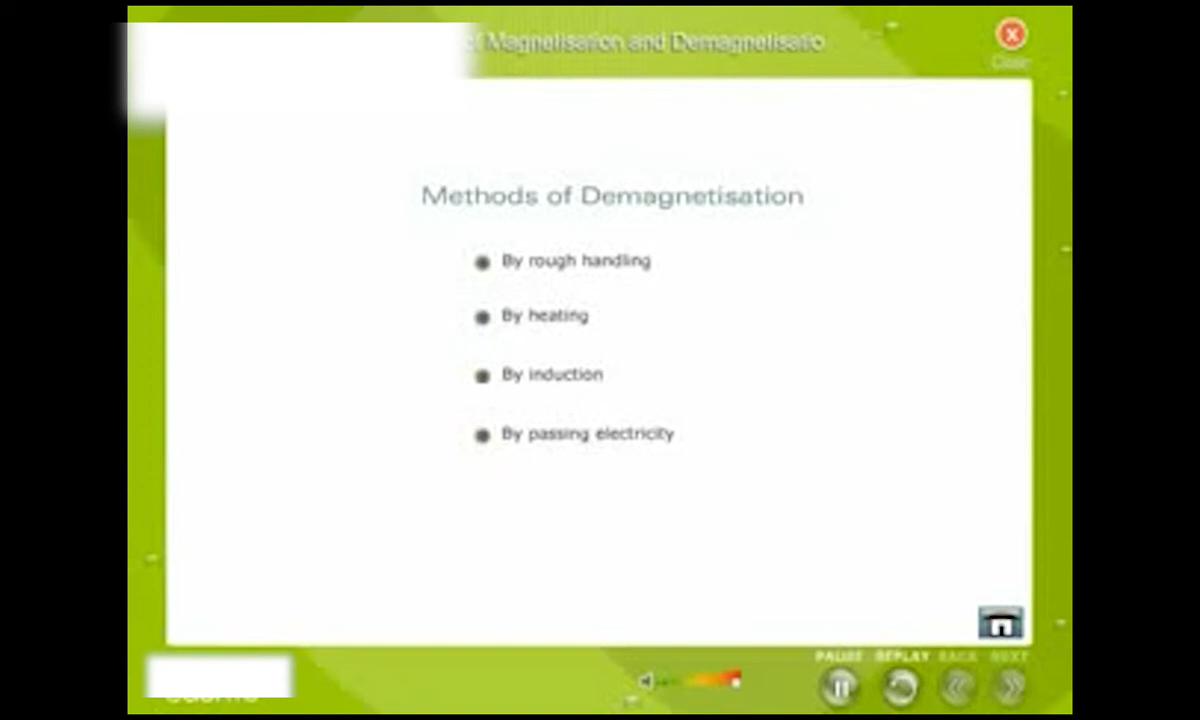 Magnetisation and Demagnetisatio
Close
Methods of Demagnetisation
By rough handling
By heating
By induction
By passing electricity
PAUSE REPLAY BACK NEXT